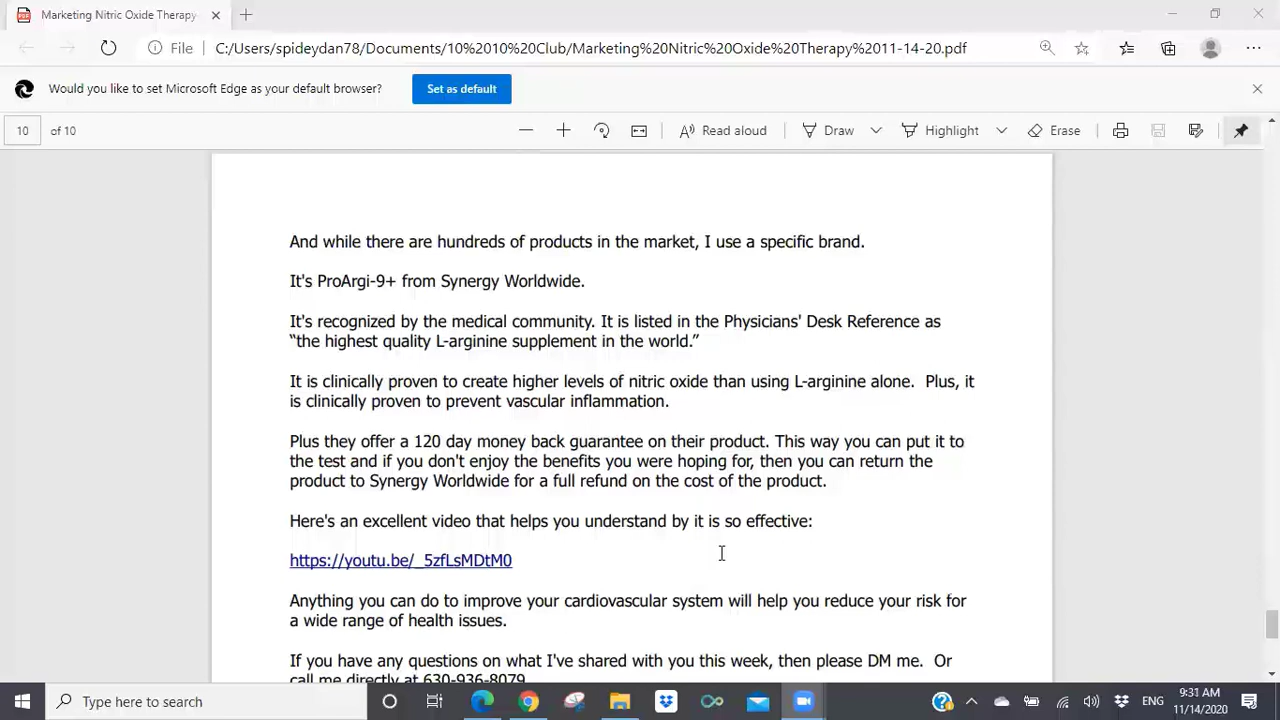 Marketing Nitric Oxide Therapy
File C:/Users/spideydan78/Documents/10%2010%20Club/Marketing%20Nitric%20Oxide%20Therapy%2011-14-20.pdf
Would you like to set Microsoft Edge as your default browser? Set as default
10 of 10 Read aloud Draw Highlight Erase
And while there are hundreds of products in the market, I use a specific brand.
It's ProArgi-9+ from Synergy Worldwide.
It's recognized by the medical community. It is listed in the Physicians' Desk Reference as
“the highest quality L-arginine supplement in the world.”
It is clinically proven to create higher levels of nitric oxide than using L-arginine alone. Plus, it
is clinically proven to prevent vascular inflammation.
Plus they offer a 120 day money back guarantee on their product. This way you can put it to
the test and if you don't enjoy the benefits you were hoping for, then you can return the
product to Synergy Worldwide for a full refund on the cost of the product.
Here's an excellent video that helps you understand by it is so effective:
https://youtu.be/_5zfLsMDtM0
Anything you can do to improve your cardiovascular system will help you reduce your risk for
a wide range of health issues.
If you have any questions on what I've shared with you this week, then please DM me. Or
call me directly at 630-936-8079
Type here to search
ENG
9:31 AM
11/14/2020